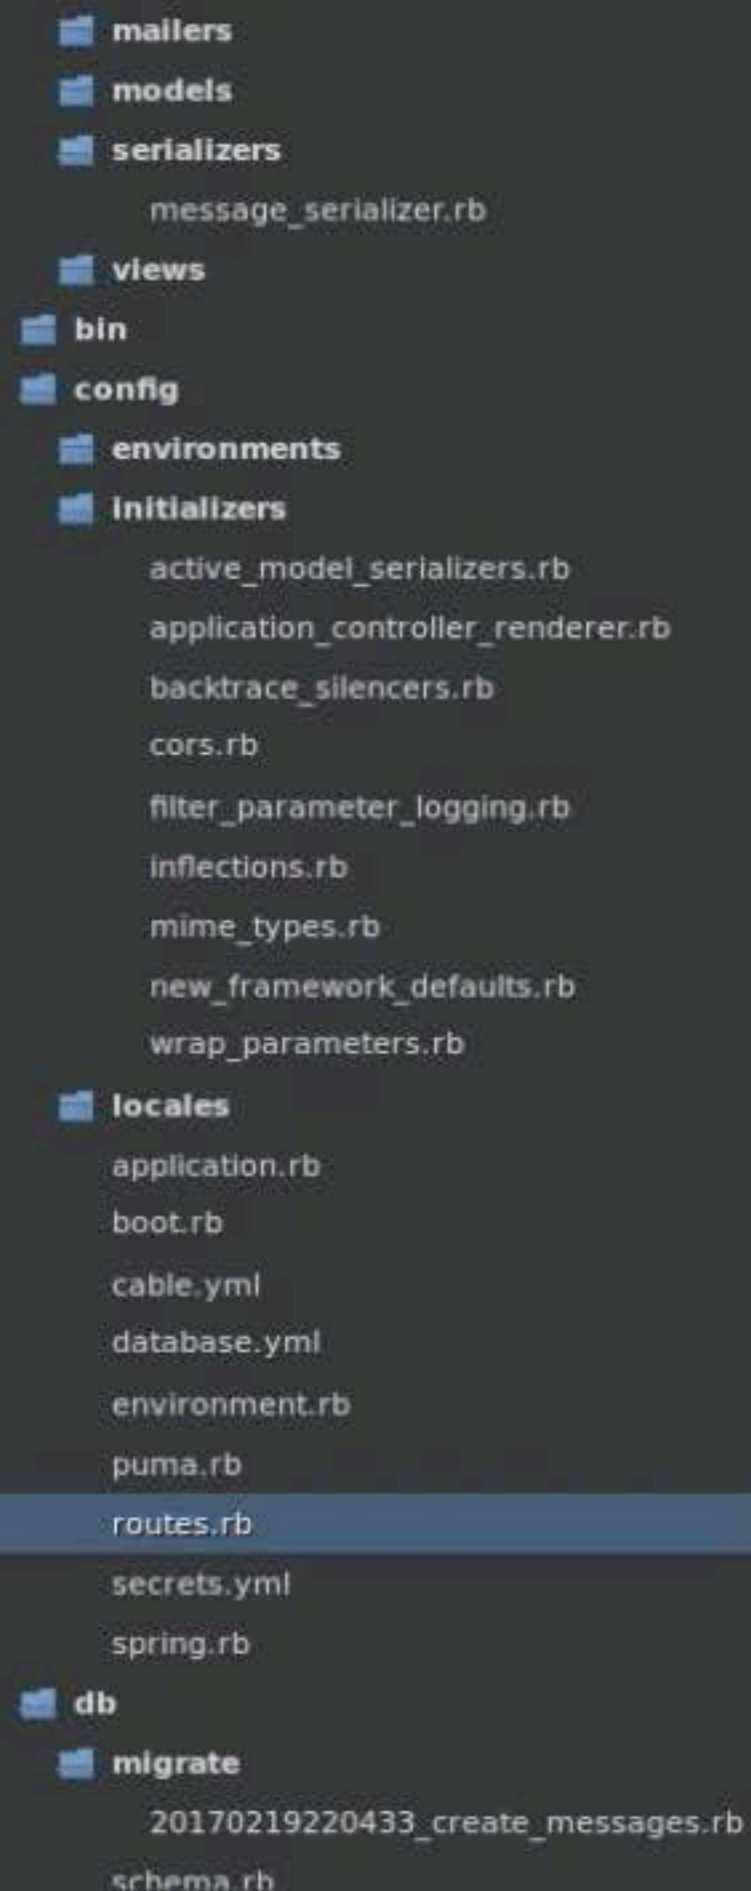 mailers
models
serializers
message_serializer.rb
views
bin
config
environments
initializers
active_model_serializers.rb
application_controller_renderer.rb
backtrace_silencers.rb
cors.rb
filter_parameter_logging.rb
inflections.rb
mime_types.rb
new_framework_defaults.rb
wrap_parameters.rb
locales
application.rb
boot.rb
cable.yml
database.yml
environment.rb
puma.rb
routes.rb
secrets.yml
spring.rb
db
migrate
20170219220433_create_messages.rb
schema.rb